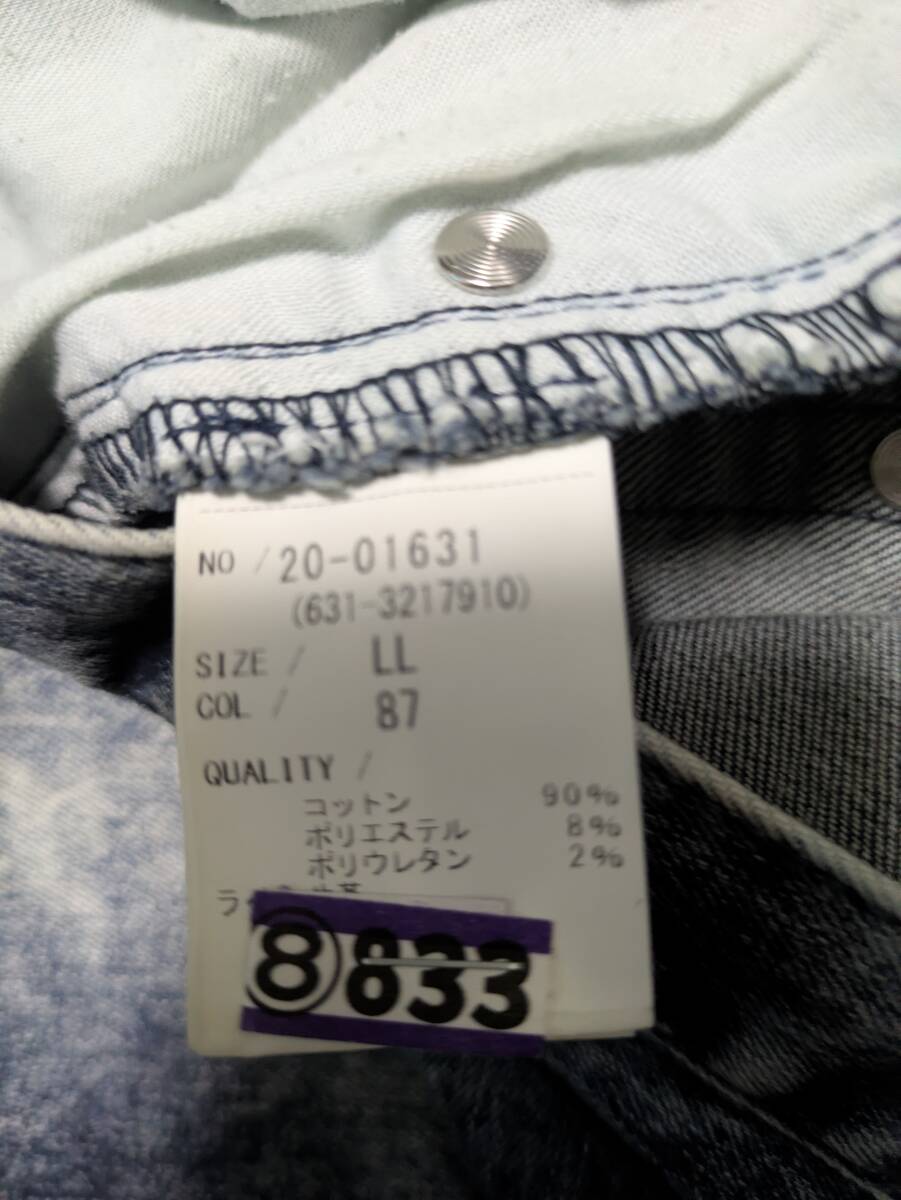 NO / 20-01631
(631-3217910)
SIZE / LL
COL / 87
QUALITY /
コットン 90%
ポリエステル 8%
ポリウレタン 2%
⑧833